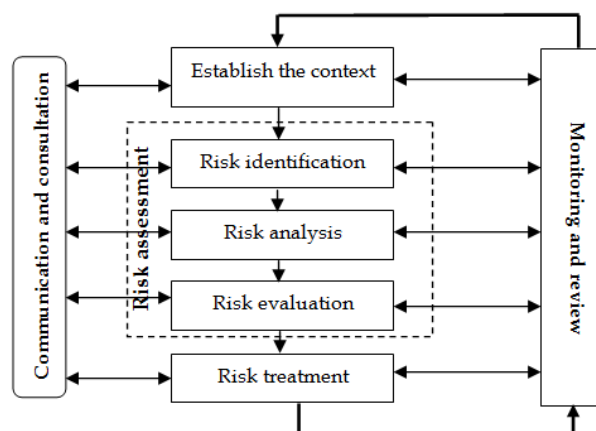 Establish the context
Communication and consultation
Risk assessment
Risk identification
Risk analysis
Risk evaluation
Risk treatment
Monitoring and review